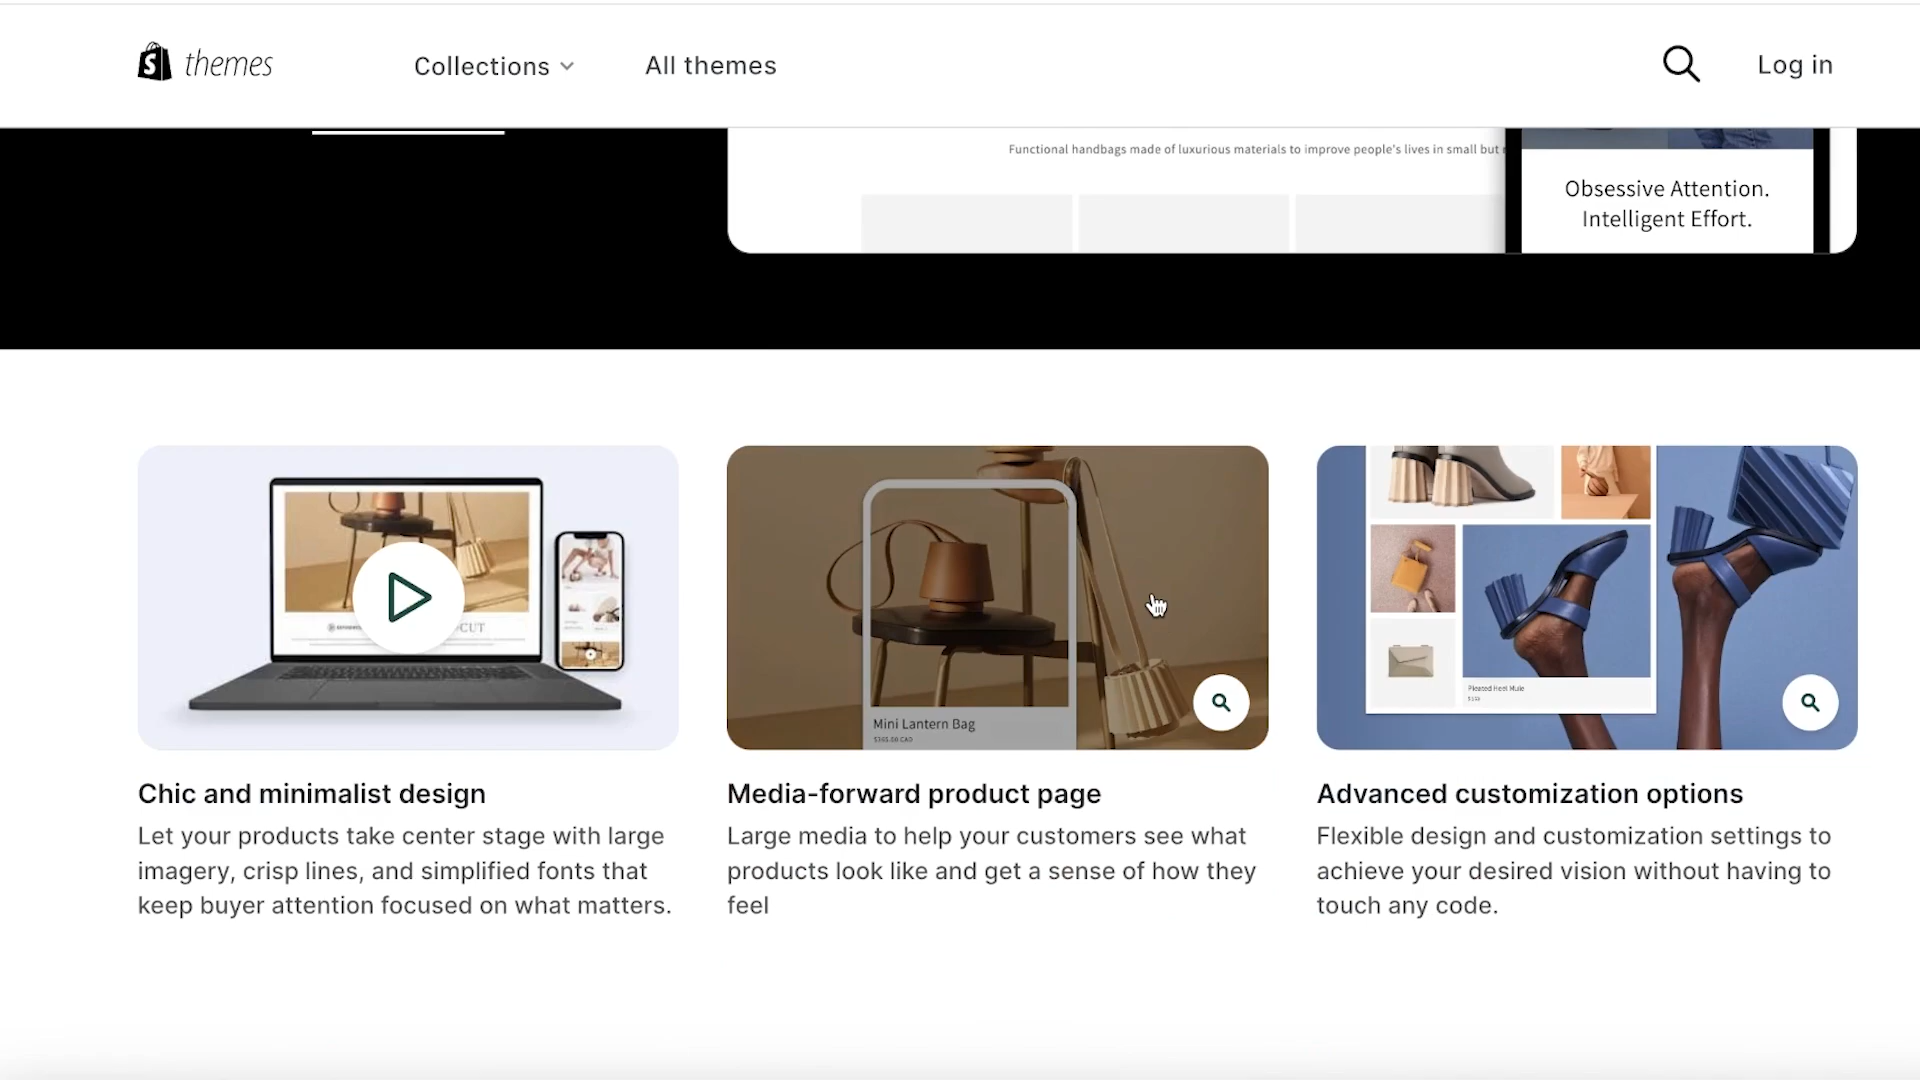 themes
Collections
All themes
Log in
Functional handbags made of luxurious materials to improve people's lives in small but
Obsessive Attention.
Intelligent Effort.
Mini Lantern Bag
Pleated Heel Mule
Chic and minimalist design
Let your products take center stage with large
imagery, crisp lines, and simplified fonts that
keep buyer attention focused on what matters.
Media-forward product page
Large media to help your customers see what
products look like and get a sense of how they
feel
Advanced customization options
Flexible design and customization settings to
achieve your desired vision without having to
touch any code.